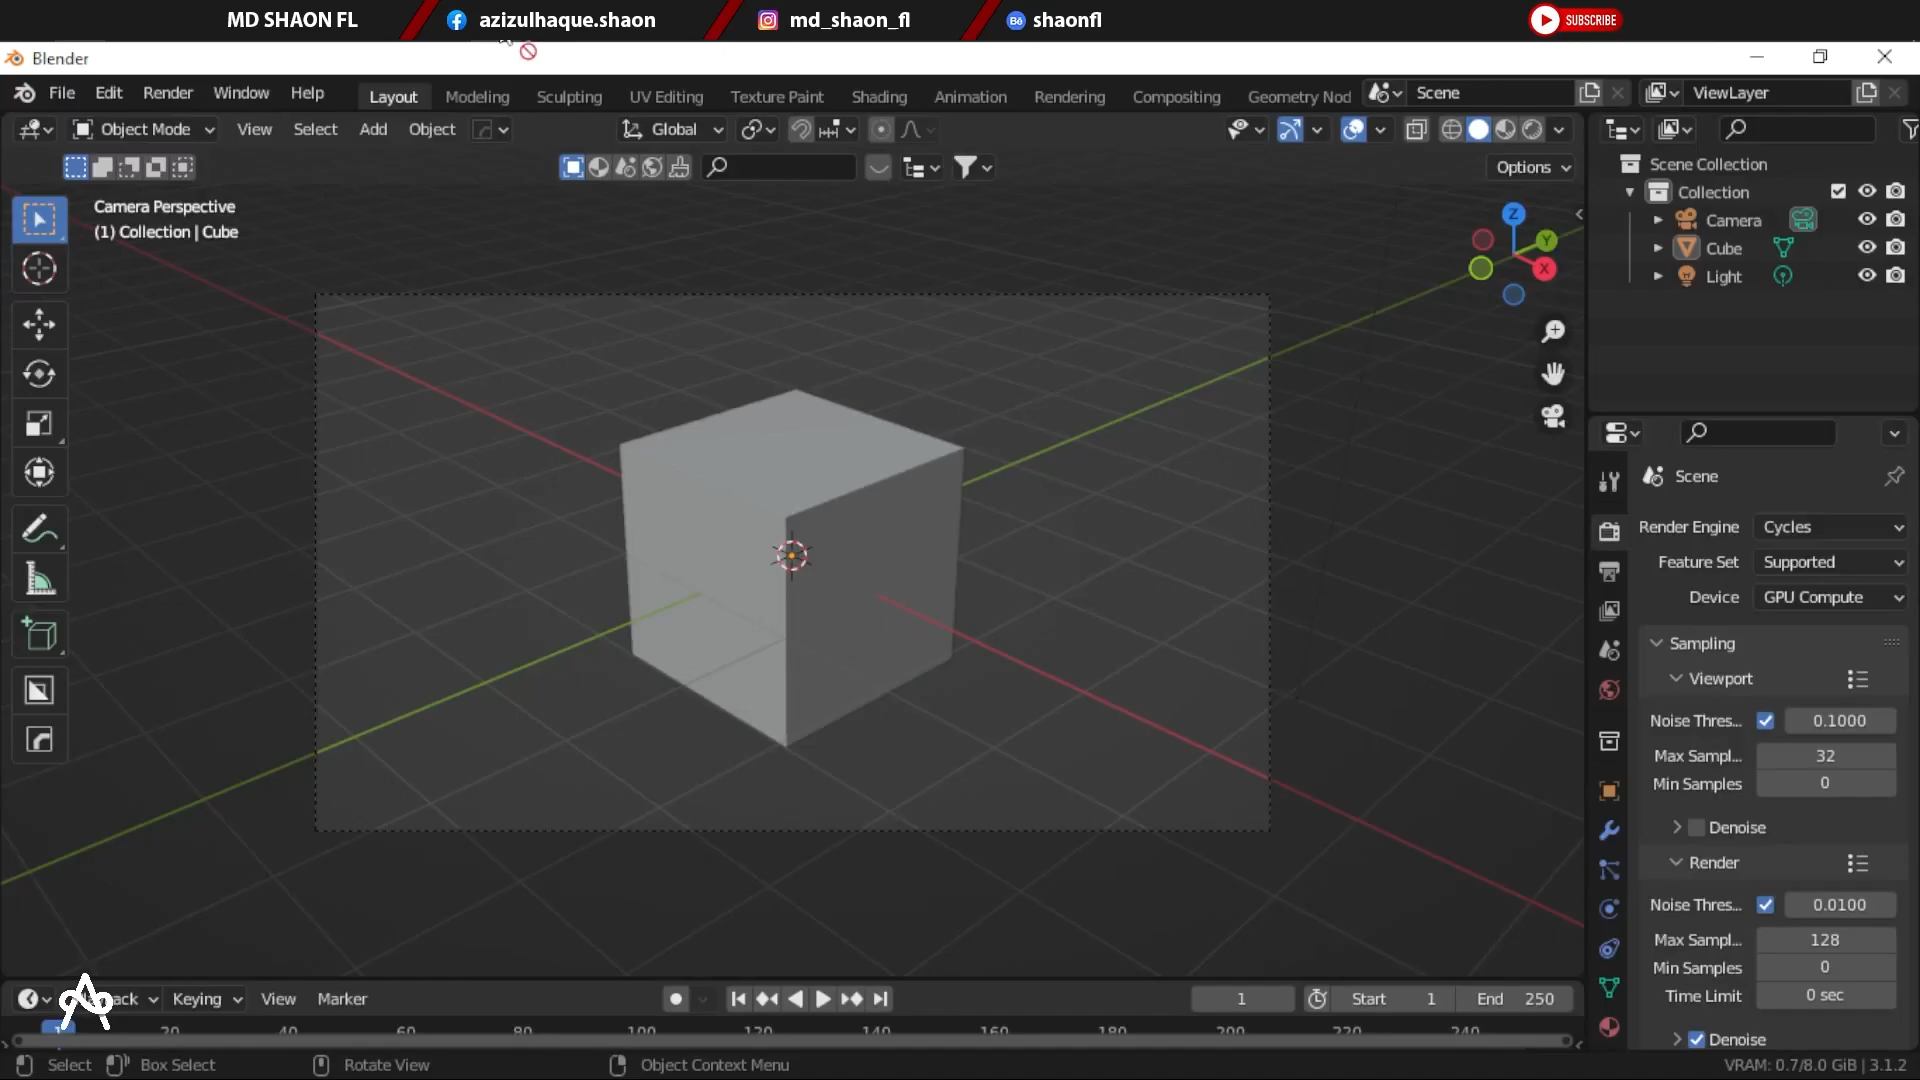 MD SHAON FL azizulhaque.shaon md_shaon_fl Bē shaonfl SUBSCRIBE
Blender
File Edit Render Window Help Layout Modeling Sculpting UV Editing Texture Paint Shading Animation Rendering Compositing Geometry Nod Scene ViewLayer
Object Mode View Select Add Object Global
Options
Camera Perspective
(1) Collection | Cube
Z
Y
X
Scene Collection
Collection
Camera
Cube
Light
Scene
Render Engine Cycles
Feature Set Supported
Device GPU Compute
Sampling
Viewport
Noise Thres... 0.1000
Max Sampl... 32
Min Samples 0
Denoise
Render
Noise Thres... 0.0100
Max Sampl... 128
Min Samples 0
Time Limit 0 sec
Denoise
Keying View Marker 1 Start 1 End 250
1 20 40 60 80 100 120 140 160 180 200 220 240
Select Box Select Rotate View Object Context Menu VRAM: 0.7/8.0 GiB | 3.1.2